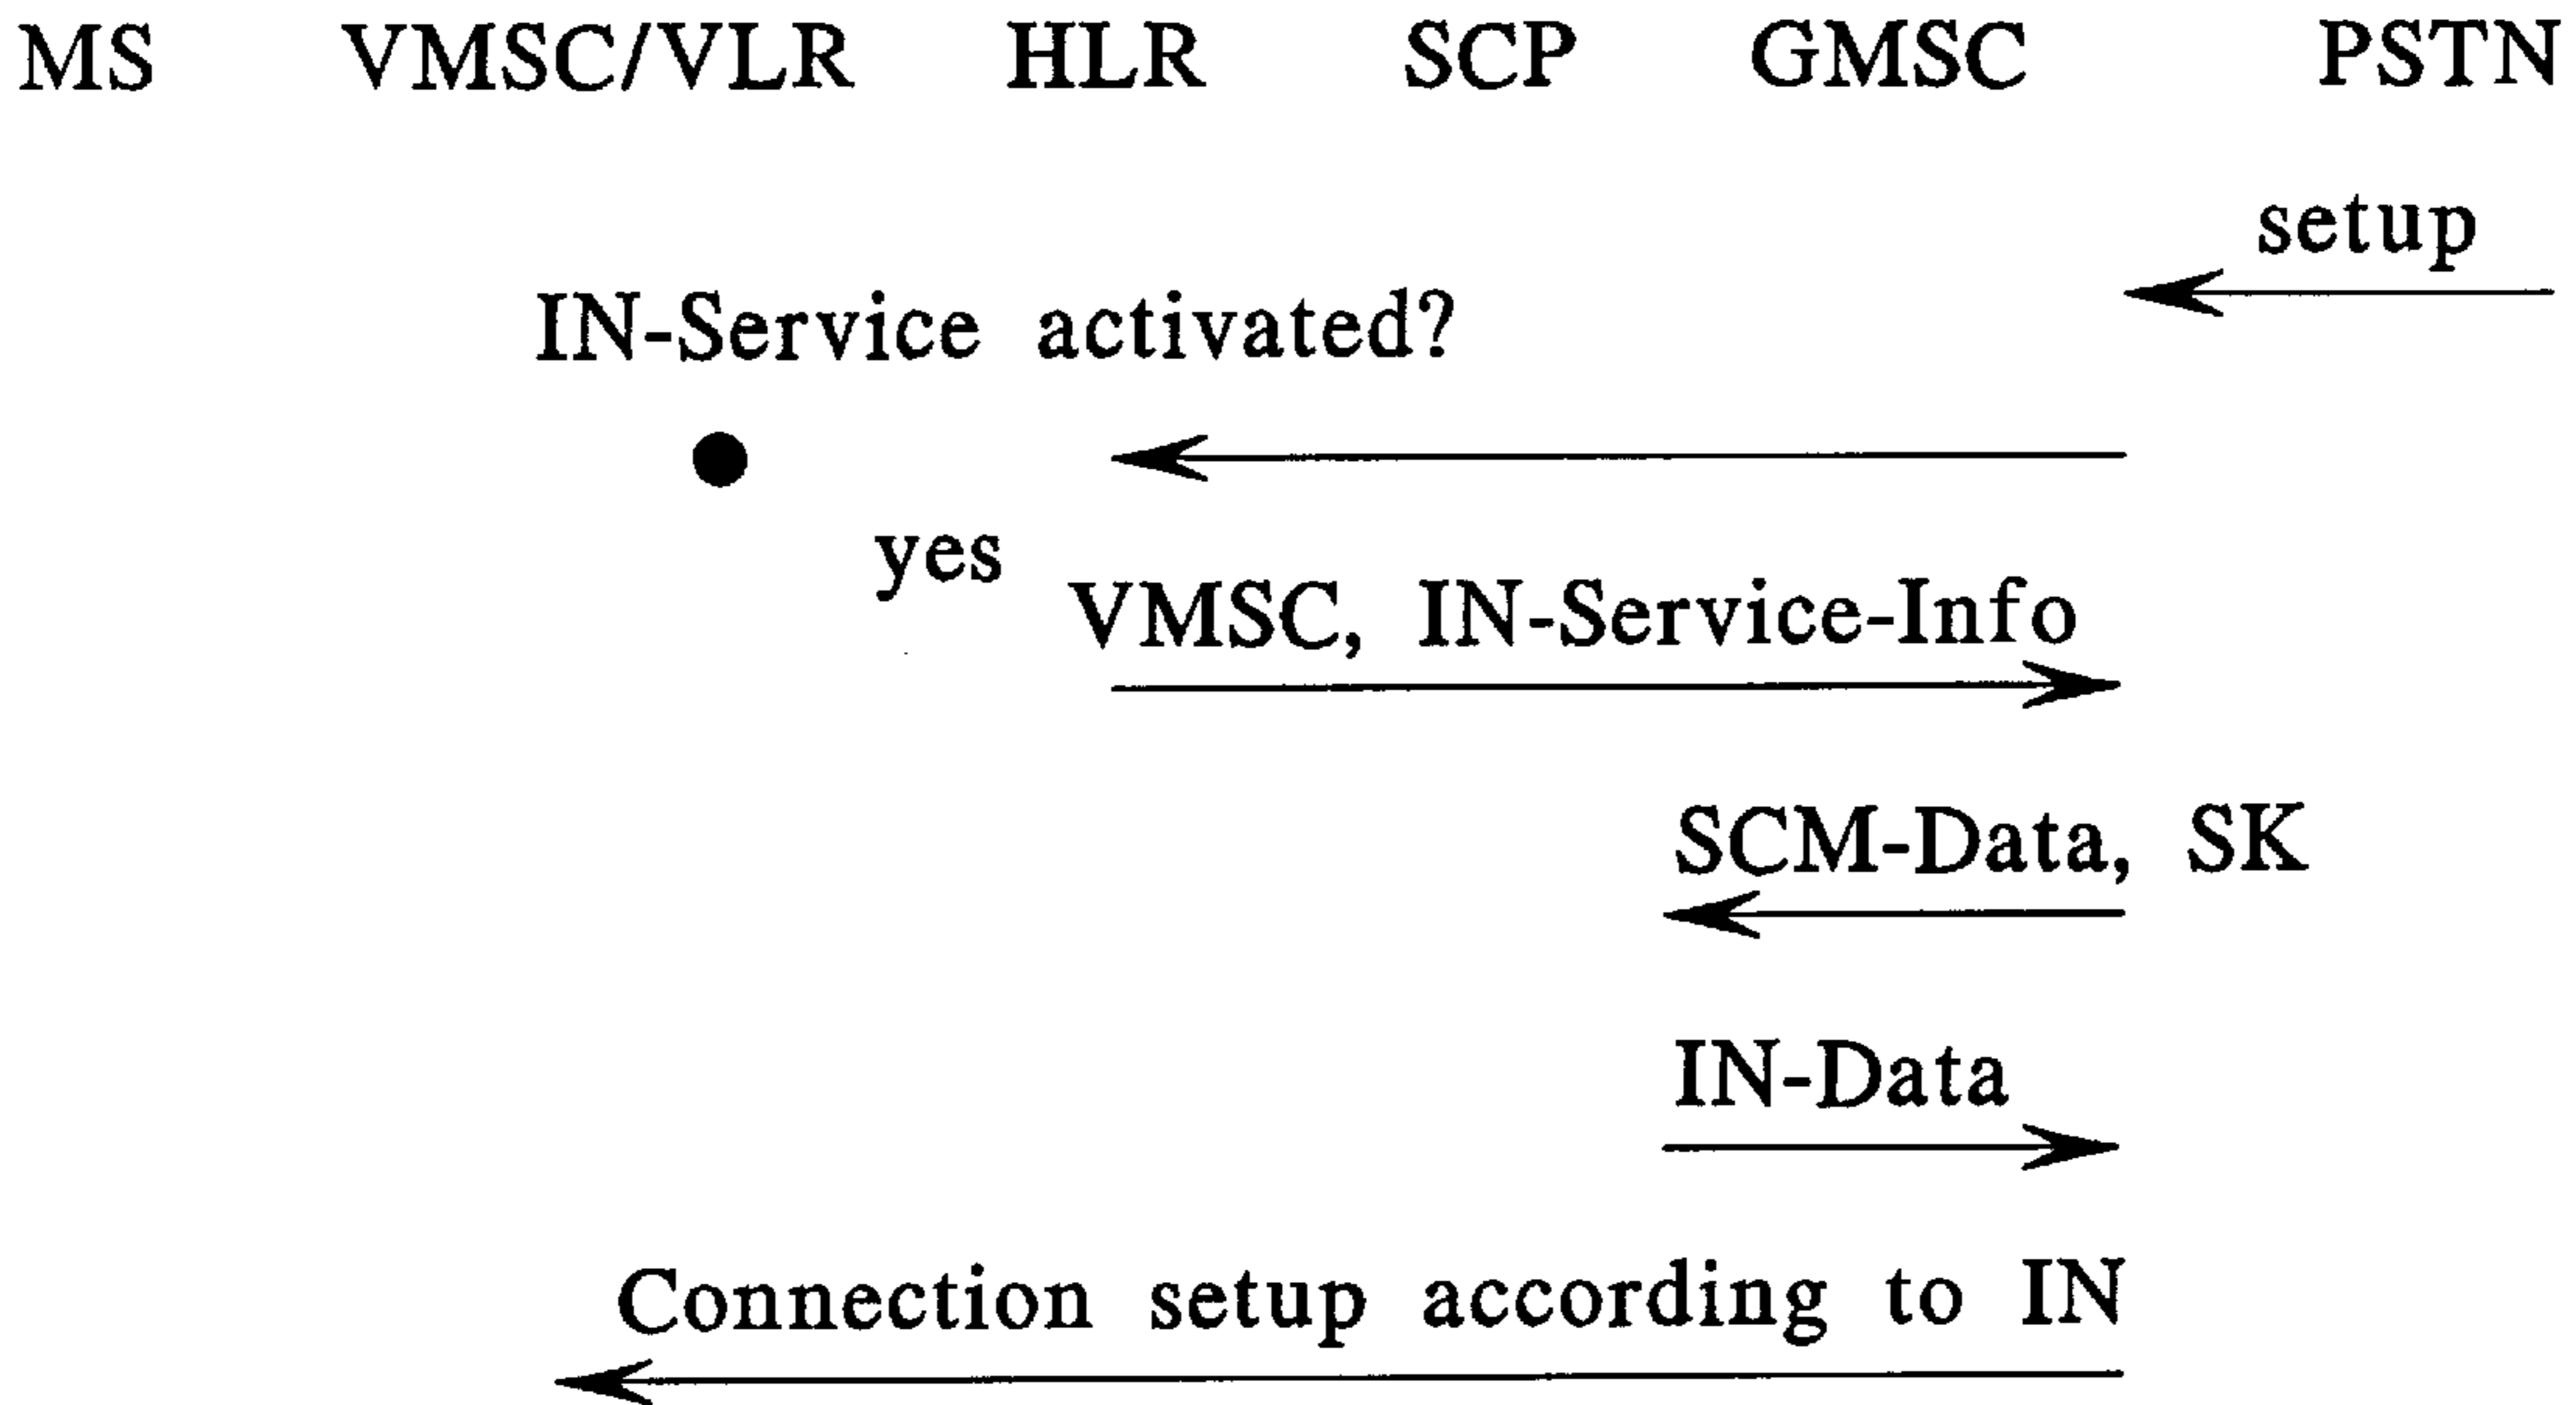 MS VMSC/VLR HLR SCP GMSC PSTN
setup
IN-Service activated?
yes
VMSC, IN-Service-Info
SCM-Data, SK
IN-Data
Connection setup according to IN